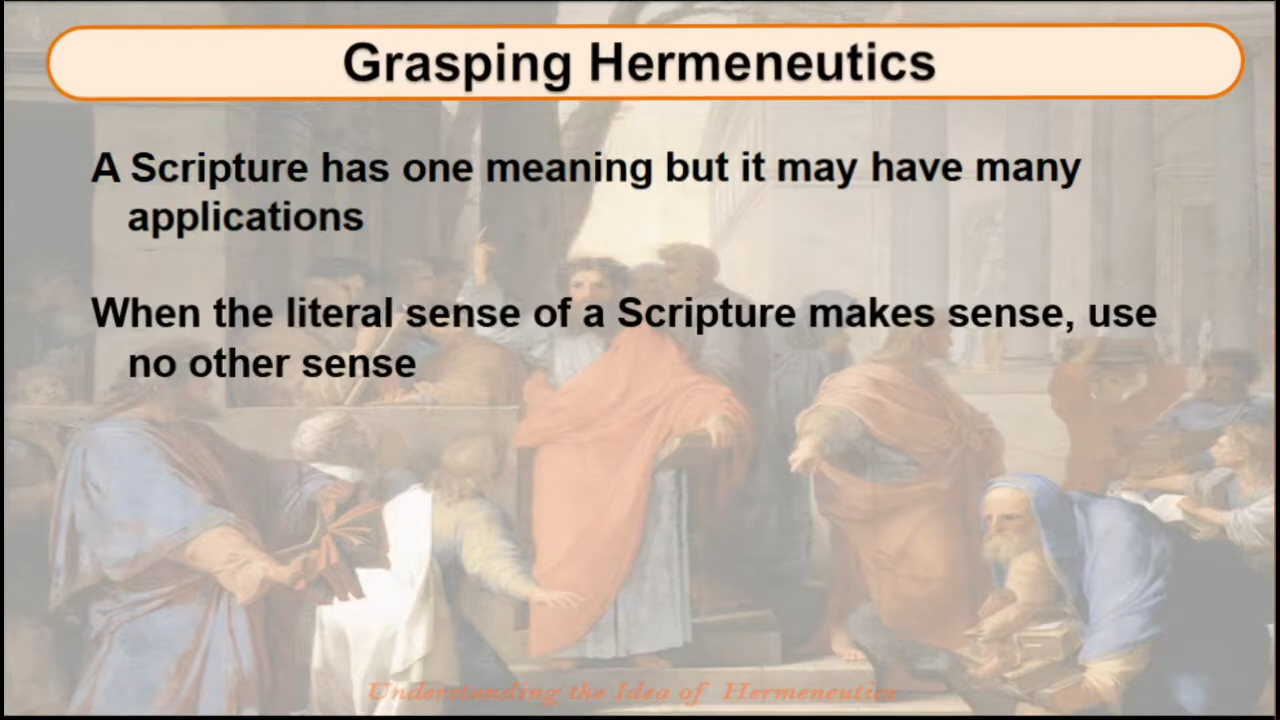 Grasping Hermeneutics
A Scripture has one meaning but it may have many
applications
When the literal sense of a Scripture makes sense, use
no other sense
Understanding the Idea of Hermeneutics